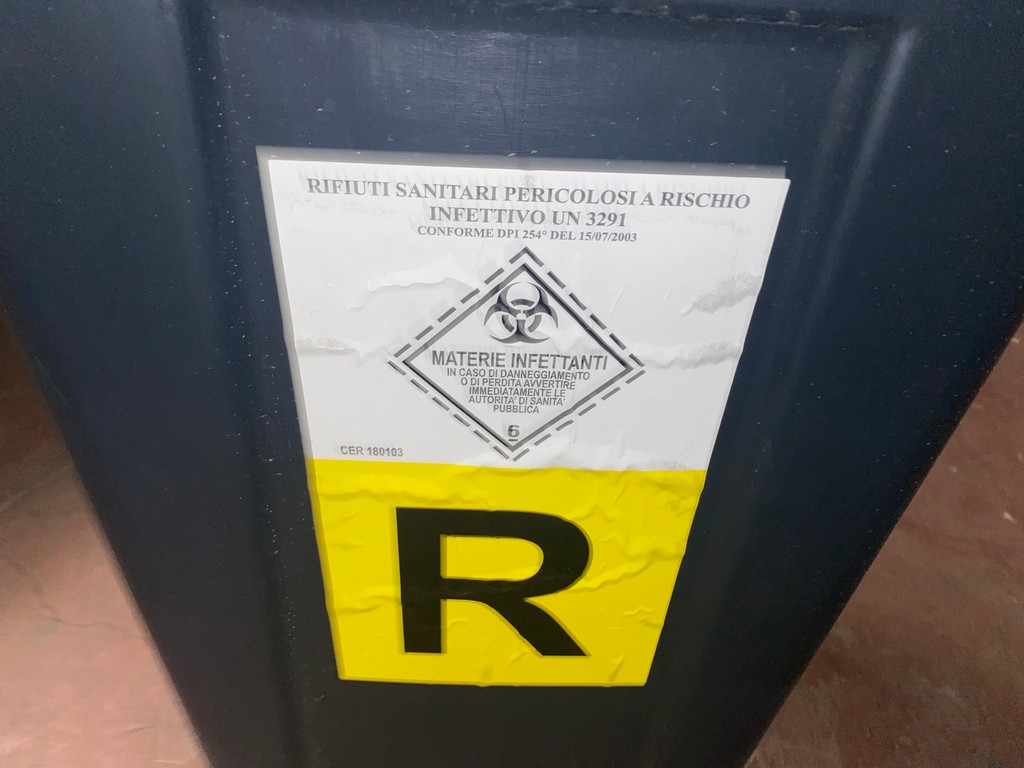 RIFIUTI SANITARI PERICOLOSI A RISCHIO
INFETTIVO UN 3291
CONFORME DPI 254° DEL 15/07/2003
MATERIE INFETTANTI
IN CASO DI DANNEGGIAMENTO
O DI PERDITA AVVERTIRE
IMMEDIATAMENTE LE
AUTORITA' DI SANITA'
PUBBLICA
6
CER 180103
R